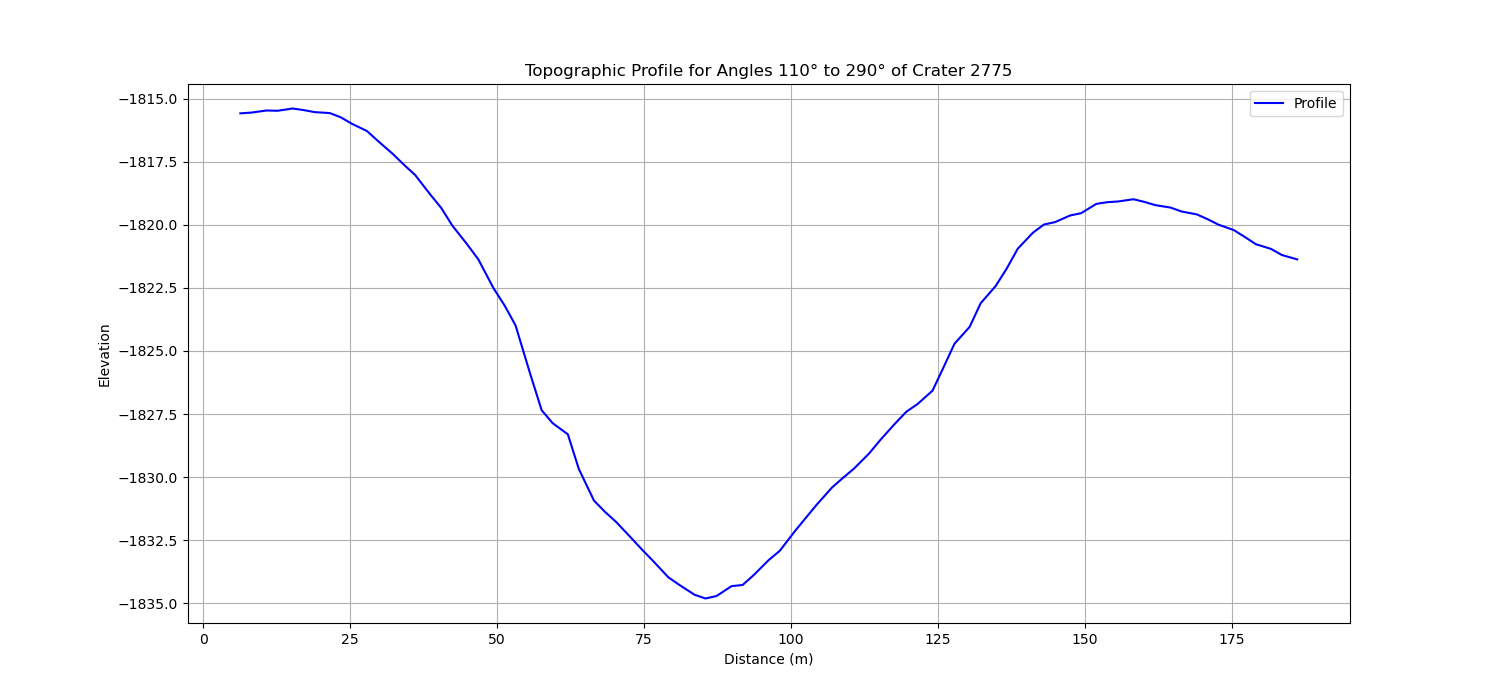 Topographic Profile for Angles 110° to 290° of Crater 2775
Profile
−1815.0
−1817.5
−1820.0
−1822.5
−1825.0
−1827.5
−1830.0
−1832.5
−1835.0
Elevation
0 25 50 75 100 125 150 175
Distance (m)